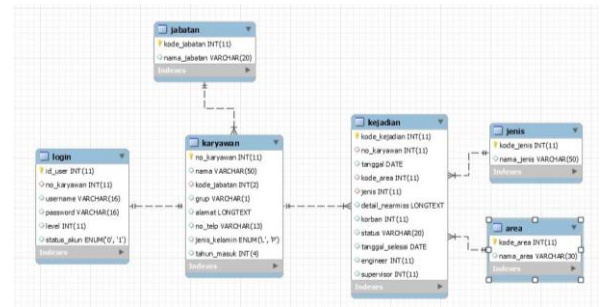 jabatan
kode_jabatan INT(11)
nama_jabatan VARCHAR(20)
Indexes
login
id_user INT(11)
no_karyawan INT(11)
username VARCHAR(16)
password VARCHAR(16)
level INT(11)
status_akun ENUM('0', '1')
Indexes
karyawan
no_karyawan INT(11)
nama VARCHAR(50)
kode_jabatan INT(2)
grup VARCHAR(1)
alamat LONGTEXT
no_telp VARCHAR(13)
jenis_kelamin ENUM('L', 'P')
tahun_masuk INT(4)
Indexes
kejadian
kode_kejadian INT(11)
no_karyawan INT(11)
tanggal DATE
kode_area INT(11)
jenis INT(11)
detail_nearmiss LONGTEXT
korban INT(11)
status VARCHAR(20)
tanggal_selesai DATE
engineer INT(11)
supervisor INT(11)
Indexes
jenis
kode_jenis INT(11)
nama_jenis VARCHAR(50)
Indexes
area
kode_area INT(11)
nama_area VARCHAR(30)
Indexes